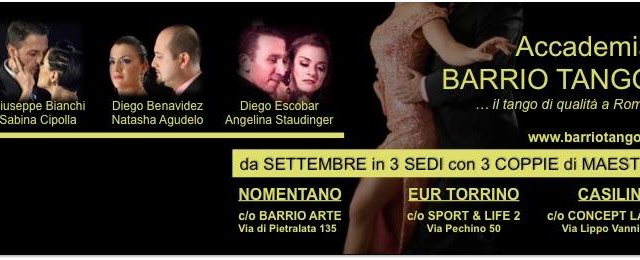 Giuseppe Bianchi
Sabina Cipolla
Diego Benavidez
Natasha Agudelo
Diego Escobar
Angelina Staudinger
Accademia
BARRIO TANGO
... il tango di qualità a Rom
www.barriotango.
da SETTEMBRE in 3 SEDI con 3 COPPIE di MAEST
NOMENTANO
c/o BARRIO ARTE
Via di Pietralata 135
EUR TORRINO
c/o SPORT & LIFE 2
Via Pechino 50
CASILIN
c/o CONCEPT LA
Via Lippo Vanni